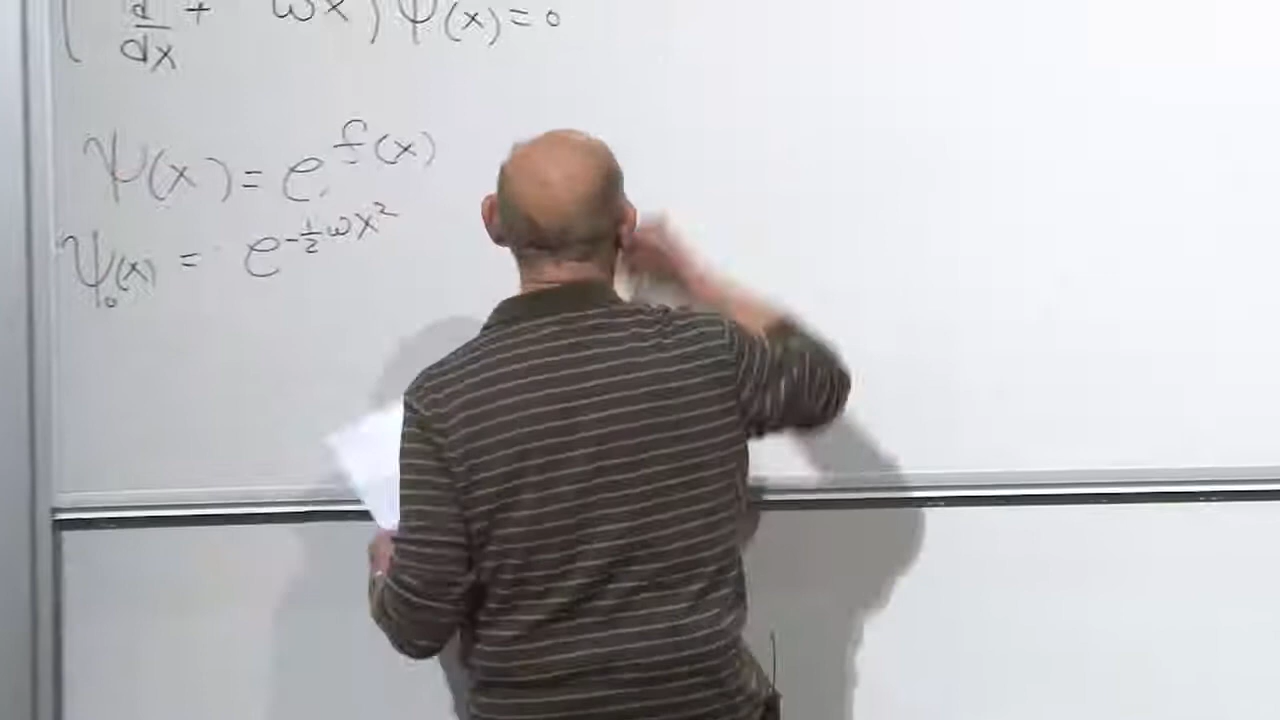 ( d/dx + ωx) ψ(x) = 0
ψ(x) = e^{f(x)}
ψ₀(x) = e^{-½ωx²}